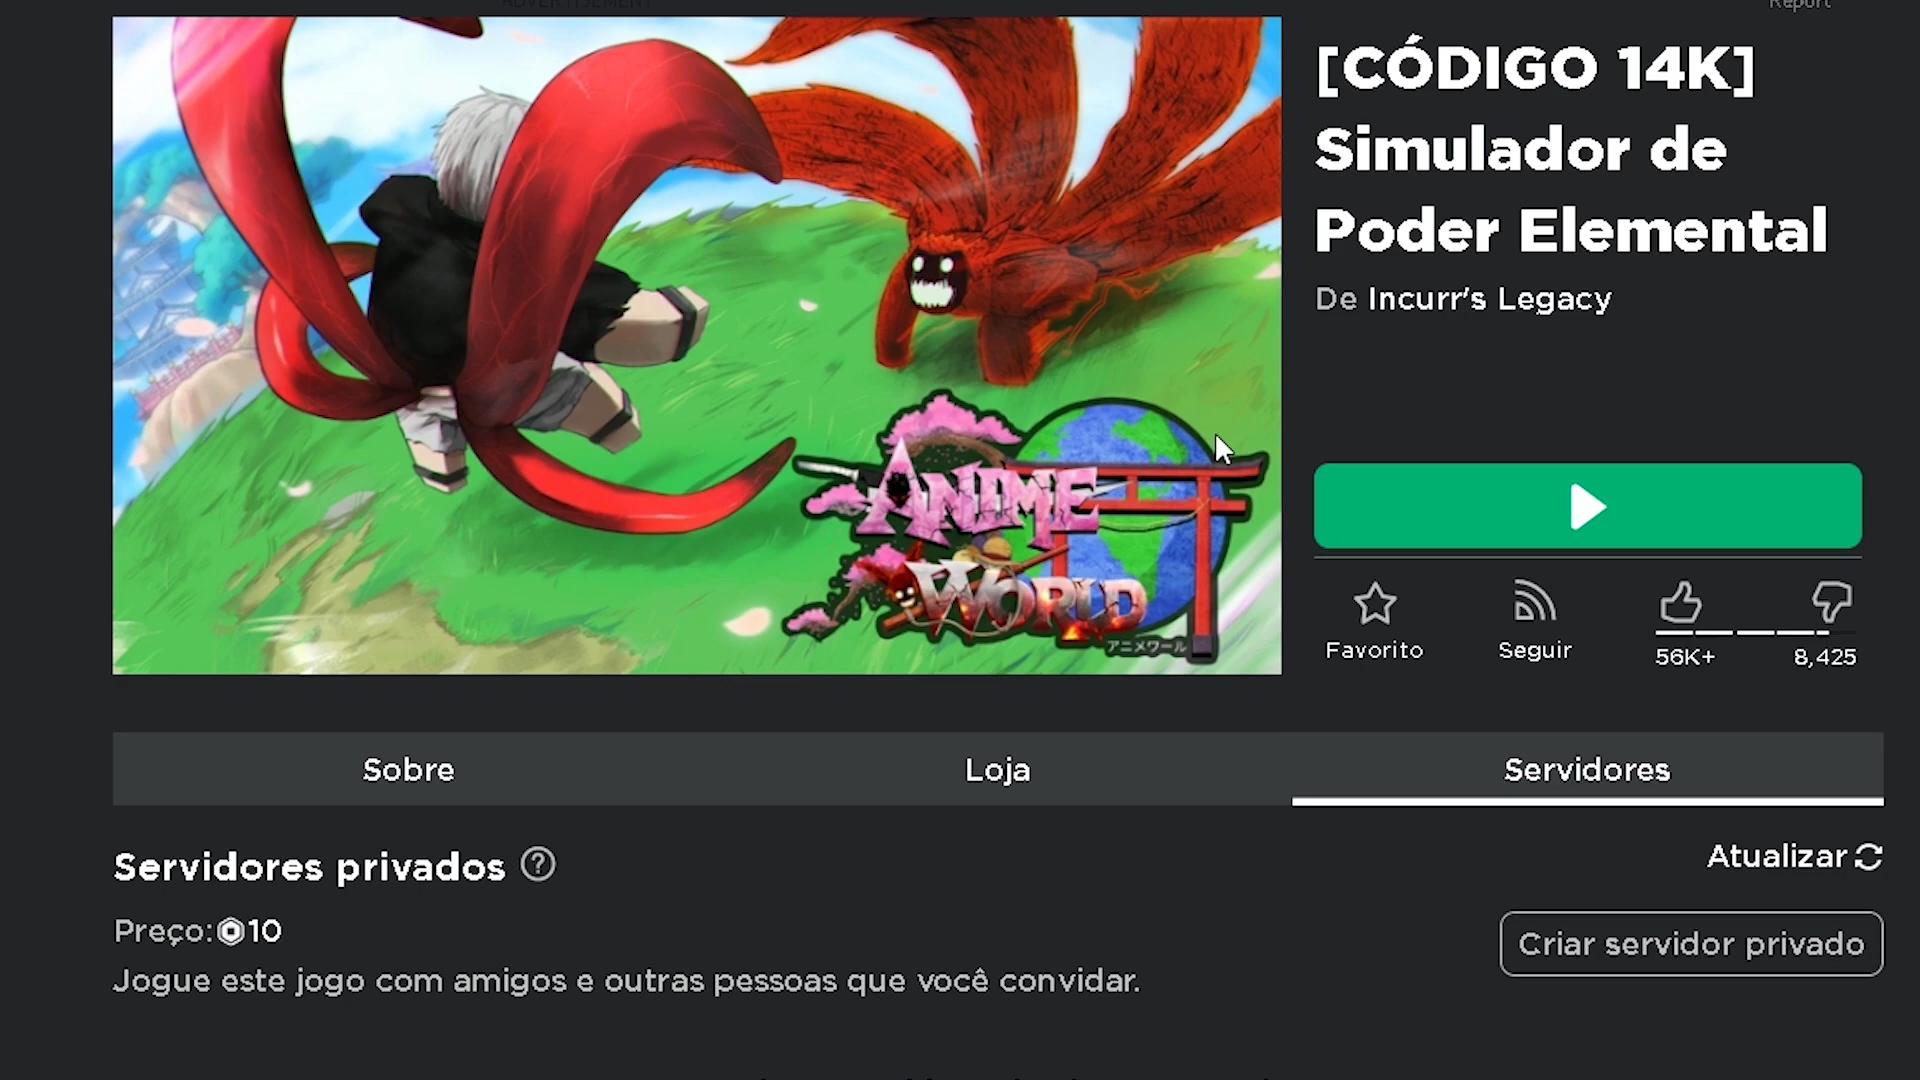 ADVERTISEMENT
Report
[CÓDIGO 14K]
Simulador de
Poder Elemental
De Incurr's Legacy
ANIME
WORLD
アニメワール
Favorito
Seguir
56K+
8,425
Sobre
Loja
Servidores
Servidores privados
Atualizar
Preço: 10
Criar servidor privado
Jogue este jogo com amigos e outras pessoas que você convidar.